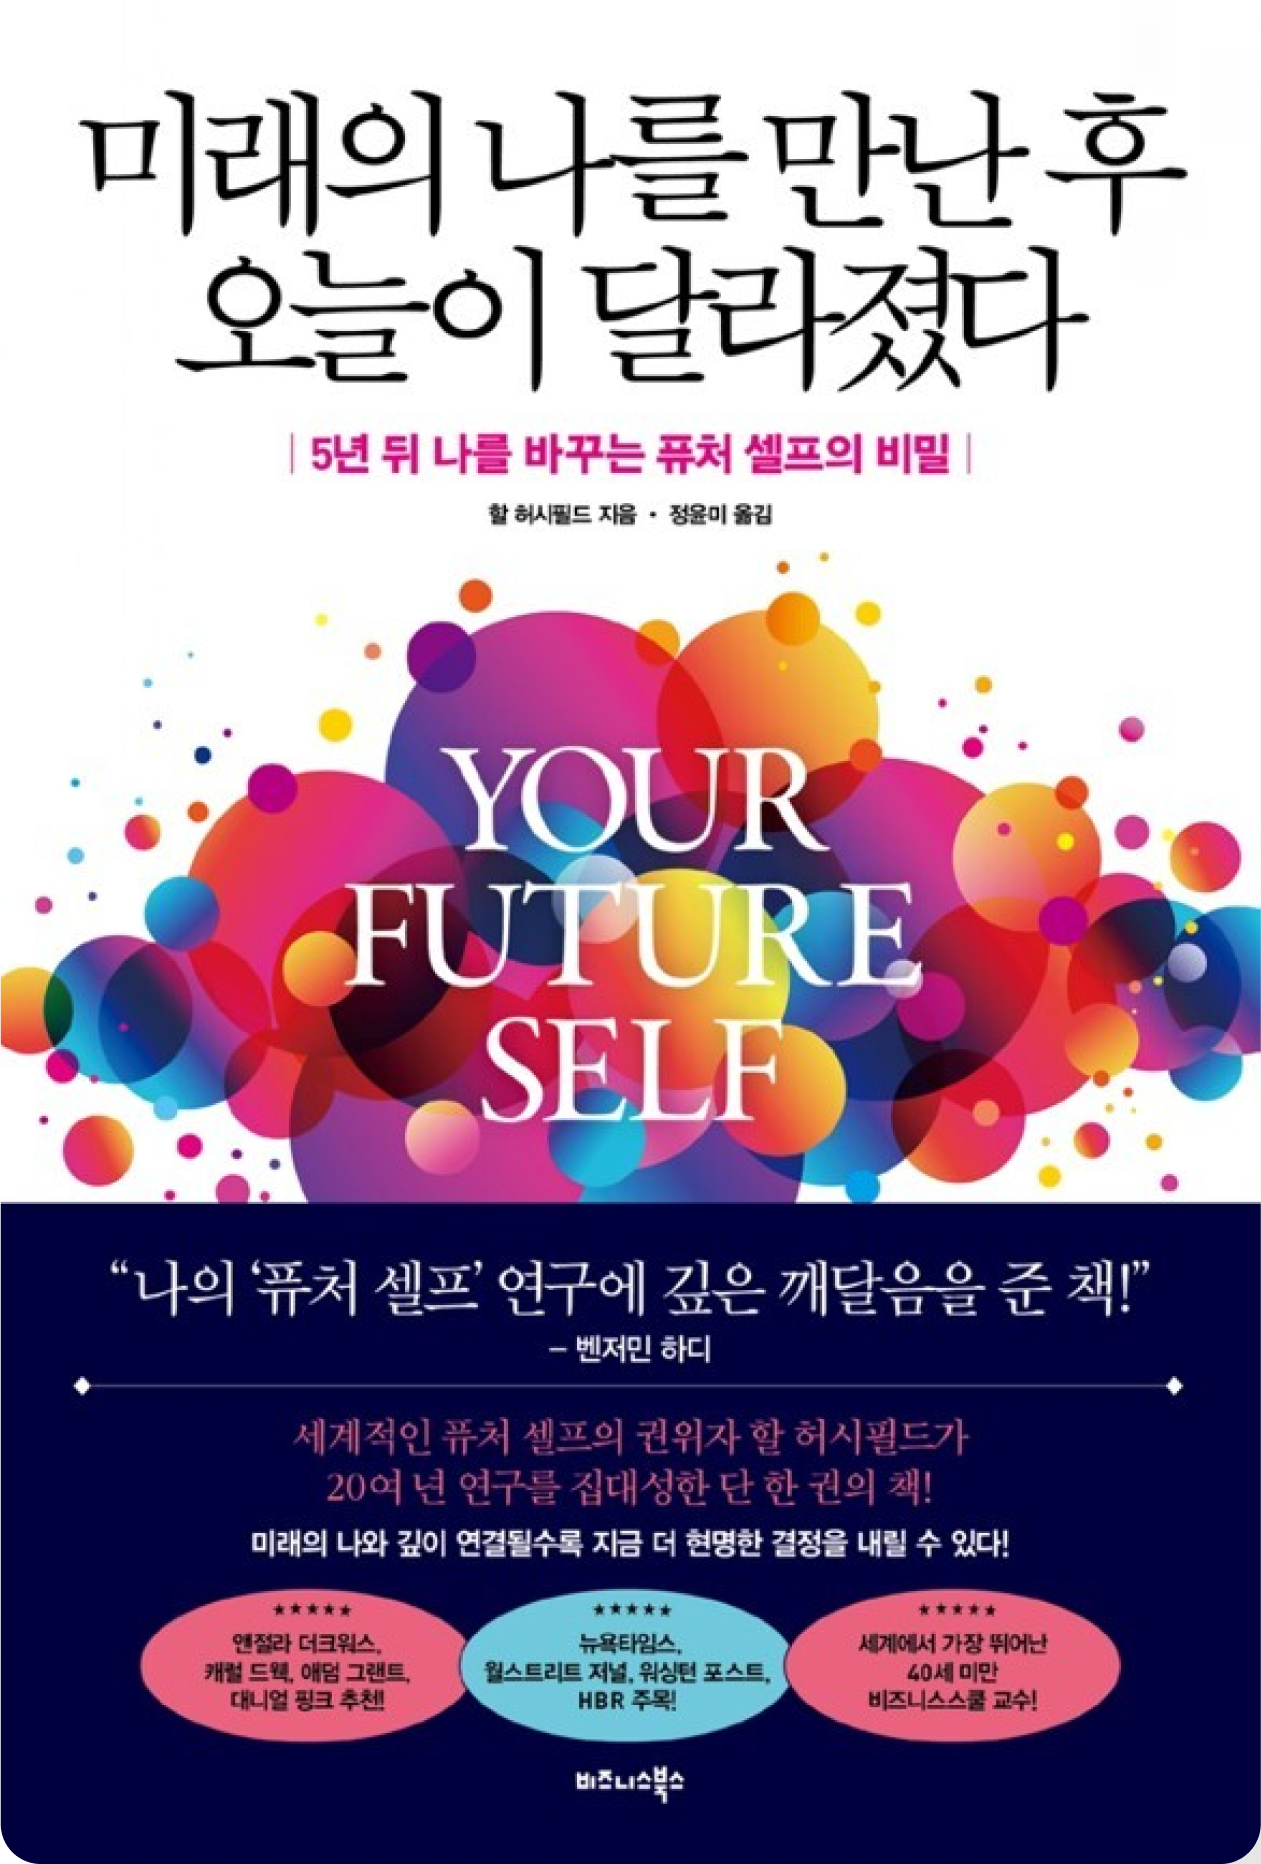 미래의 나를 만난 후
오늘이 달라졌다
| 5년 뒤 나를 바꾸는 퓨처 셀프의 비밀 |
할 허시필드 지음 • 정윤미 옮김
YOUR
FUTURE
SELF
“나의 ‘퓨처 셀프’ 연구에 깊은 깨달음을 준 책!”
– 벤저민 하디
세계적인 퓨처 셀프의 권위자 할 허시필드가
20여 년 연구를 집대성한 단 한 권의 책!
미래의 나와 깊이 연결될수록 지금 더 현명한 결정을 내릴 수 있다!
★★★★★
앤절라 더크워스,
캐럴 드웩, 애덤 그랜트,
대니얼 핑크 추천!
★★★★★
뉴욕타임스,
월스트리트 저널, 워싱턴 포스트,
HBR 주목!
★★★★★
세계에서 가장 뛰어난
40세 미만
비즈니스스쿨 교수!
비즈니스북스